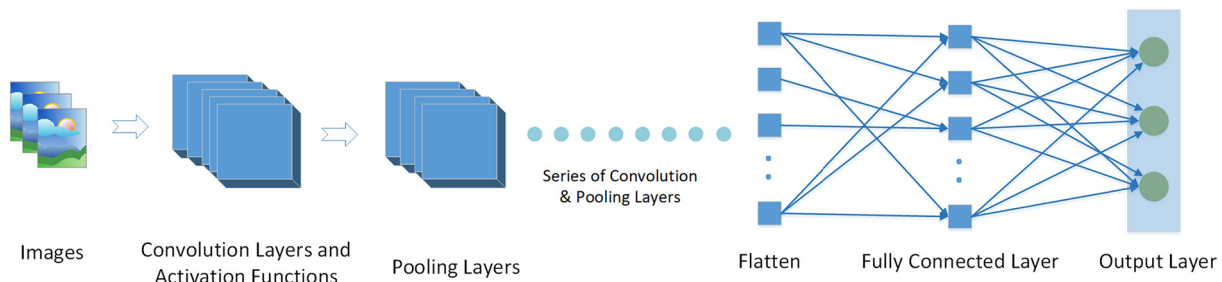 Images
Convolution Layers and
Activation Functions
Pooling Layers
Series of Convolution
& Pooling Layers
Flatten
Fully Connected Layer
Output Layer